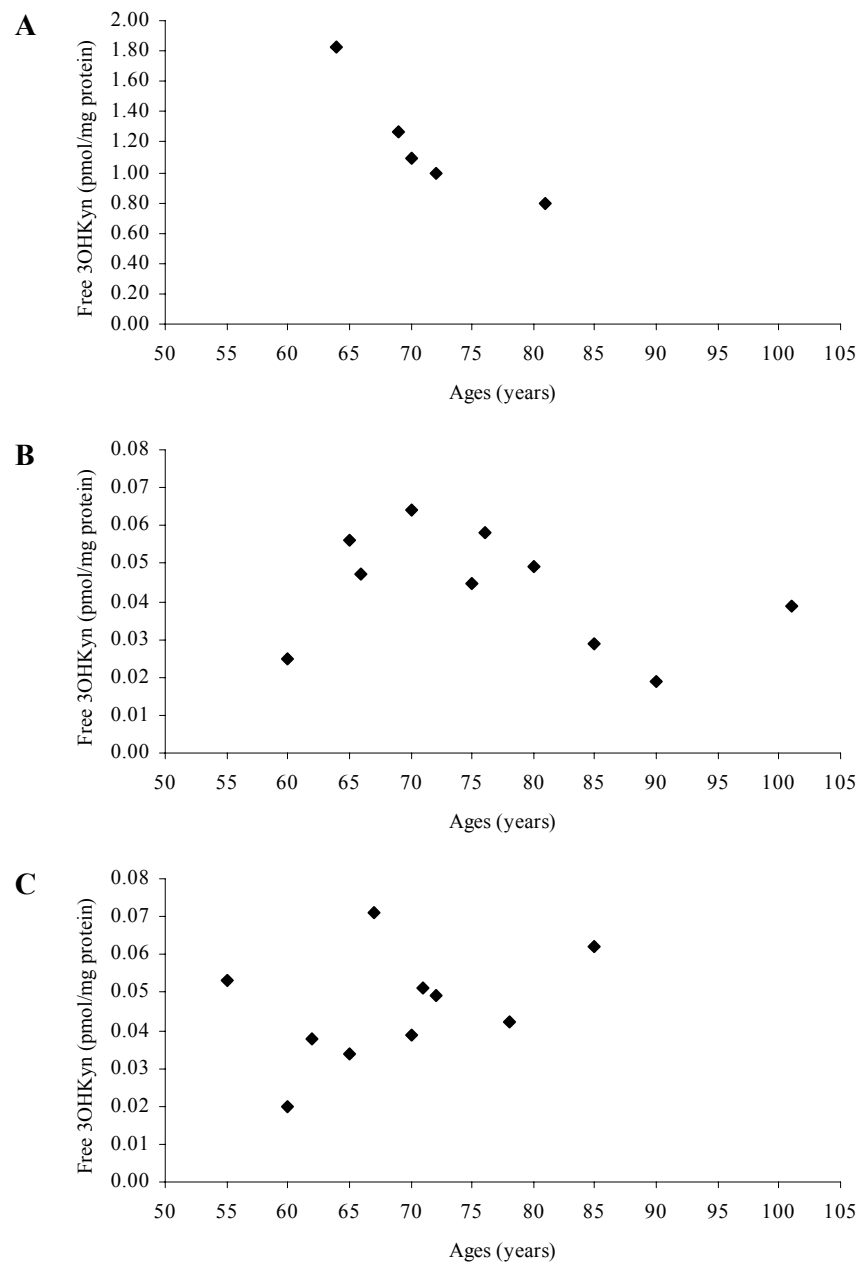 A
Free 3OHKyn (pmol/mg protein)
2.00
1.80
1.60
1.40
1.20
1.00
0.80
0.60
0.40
0.20
0.00
50 55 60 65 70 75 80 85 90 95 100 105
Ages (years)
B
Free 3OHKyn (pmol/mg protein)
0.08
0.07
0.06
0.05
0.04
0.03
0.02
0.01
0.00
50 55 60 65 70 75 80 85 90 95 100 105
Ages (years)
C
Free 3OHKyn (pmol/mg protein)
0.08
0.07
0.06
0.05
0.04
0.03
0.02
0.01
0.00
50 55 60 65 70 75 80 85 90 95 100 105
Ages (years)